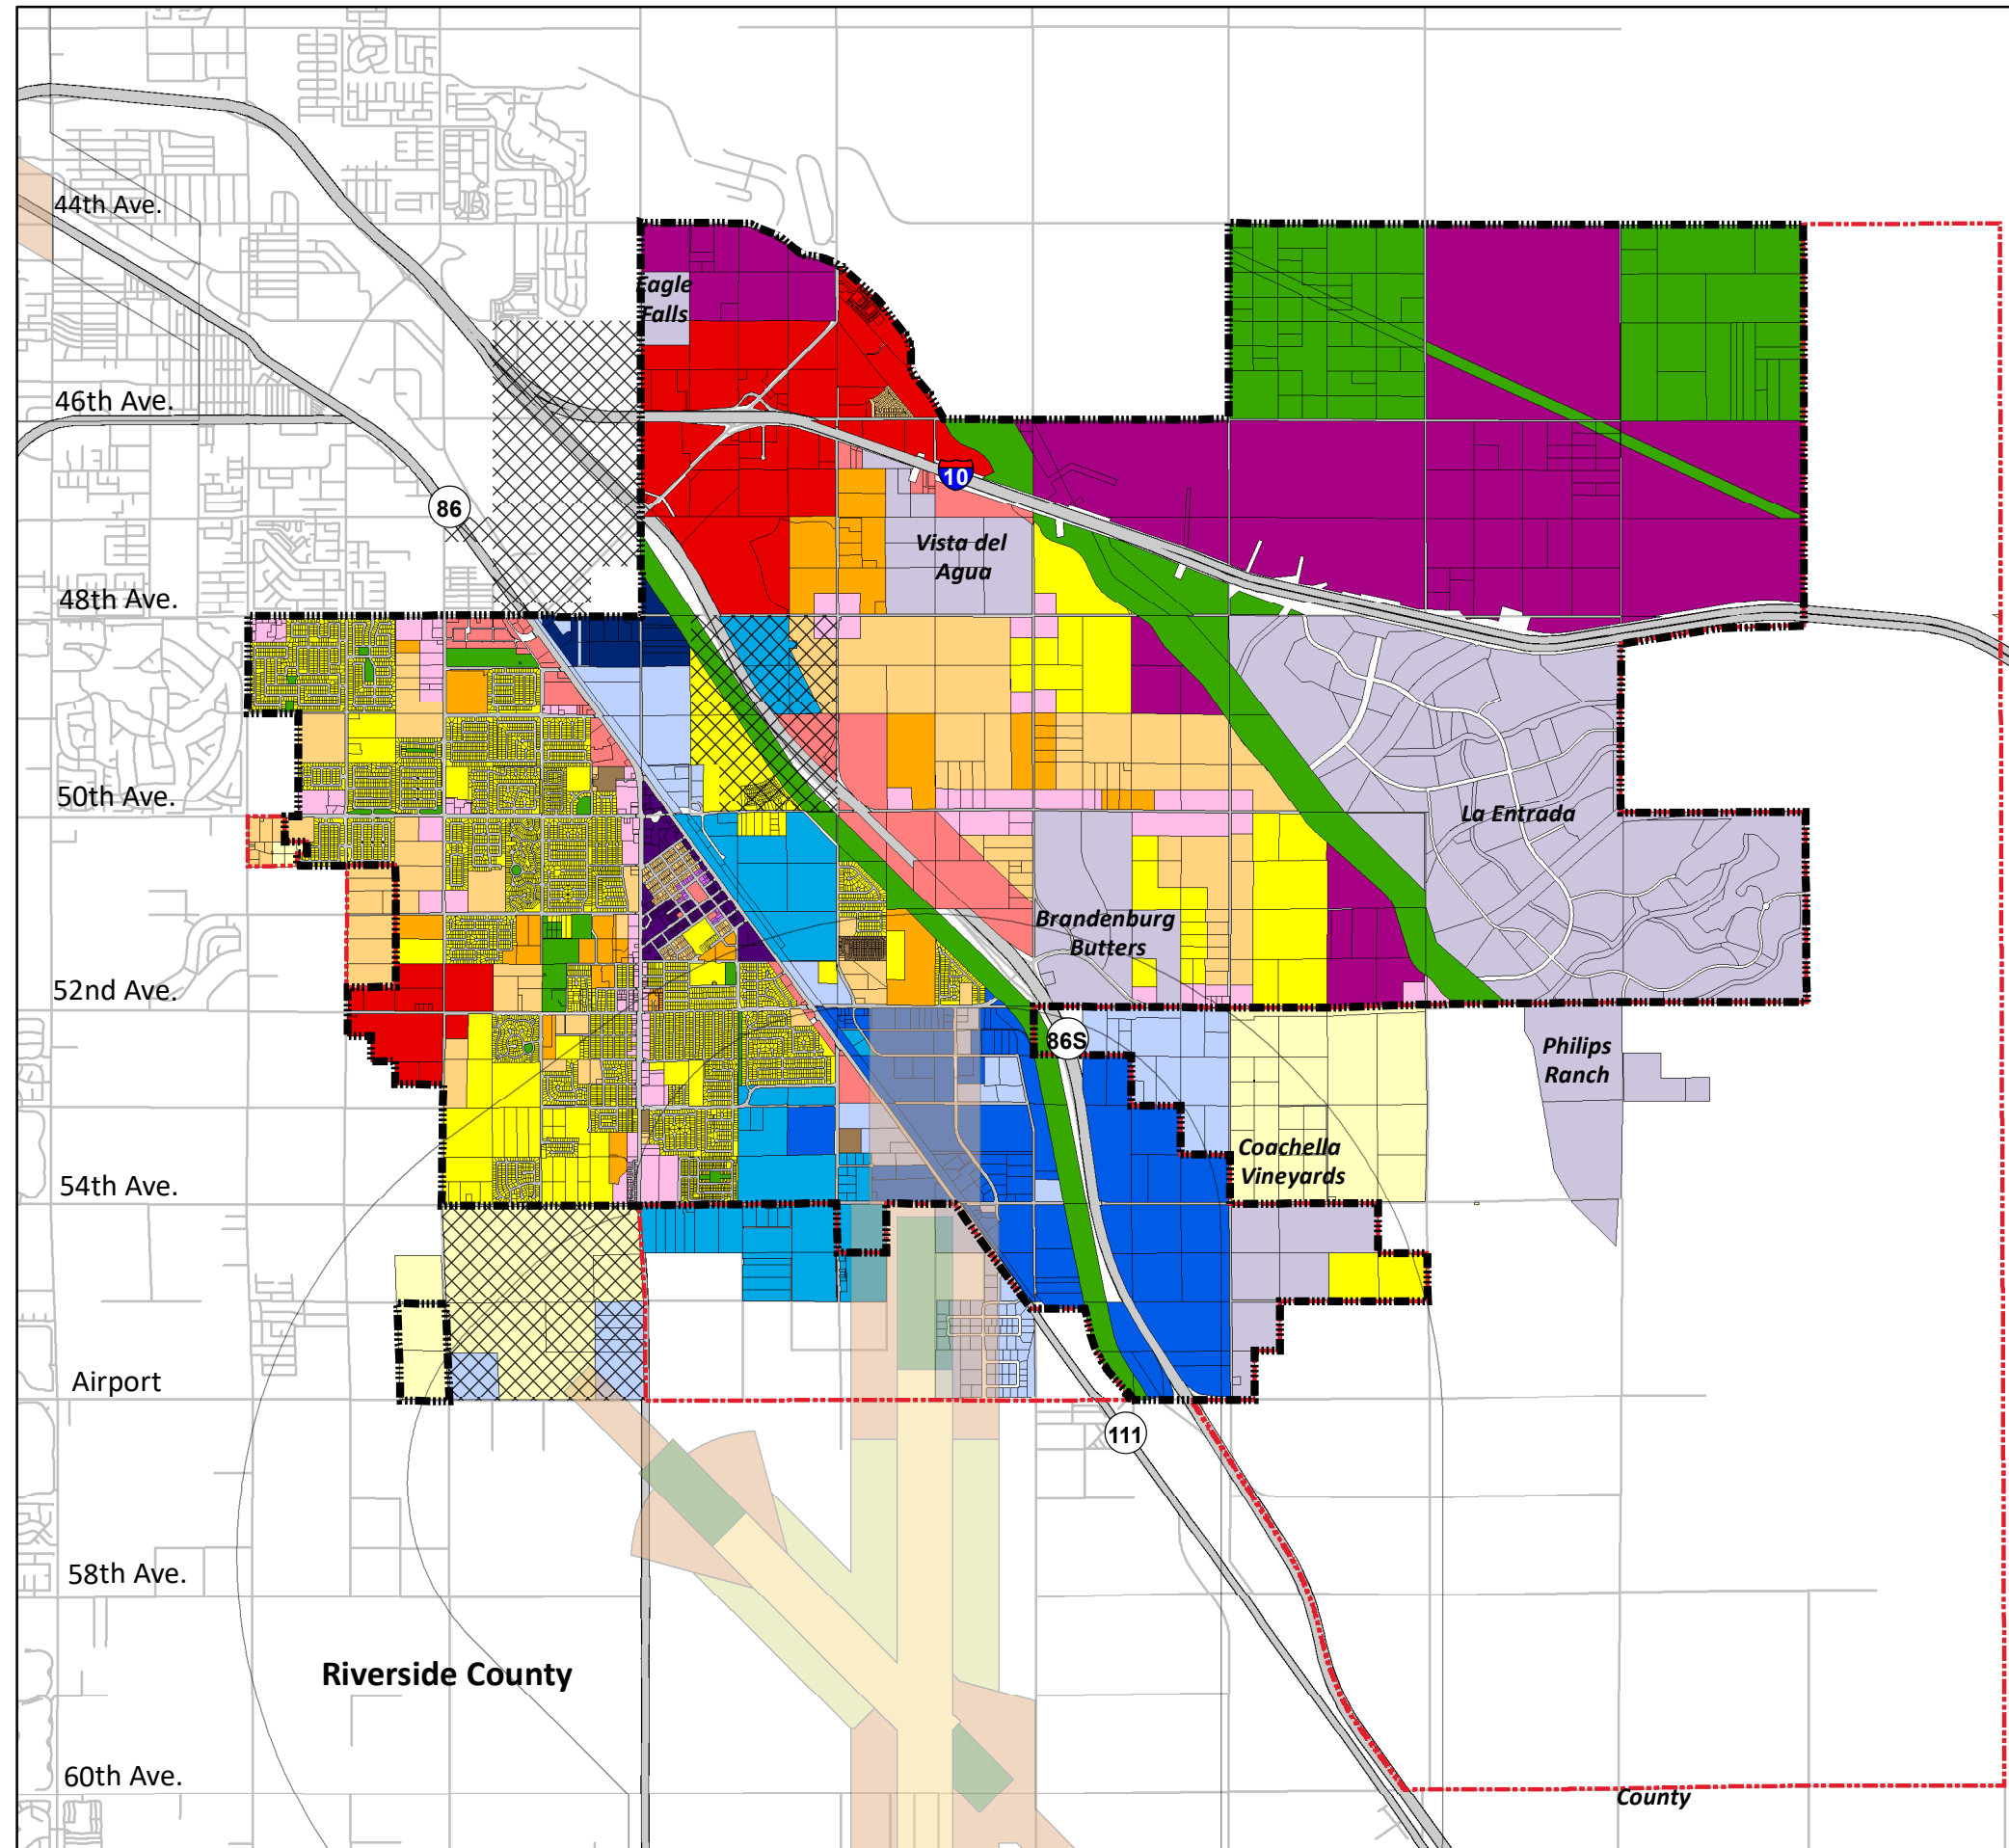 44th Ave.
Eagle
Falls
46th Ave.
10
86
Vista del
Agua
48th Ave.
50th Ave.
La Entrada
Brandenburg
Butters
52nd Ave.
86S
Philips
Ranch
Coachella
Vineyards
54th Ave.
Airport
111
58th Ave.
Riverside County
60th Ave.
County